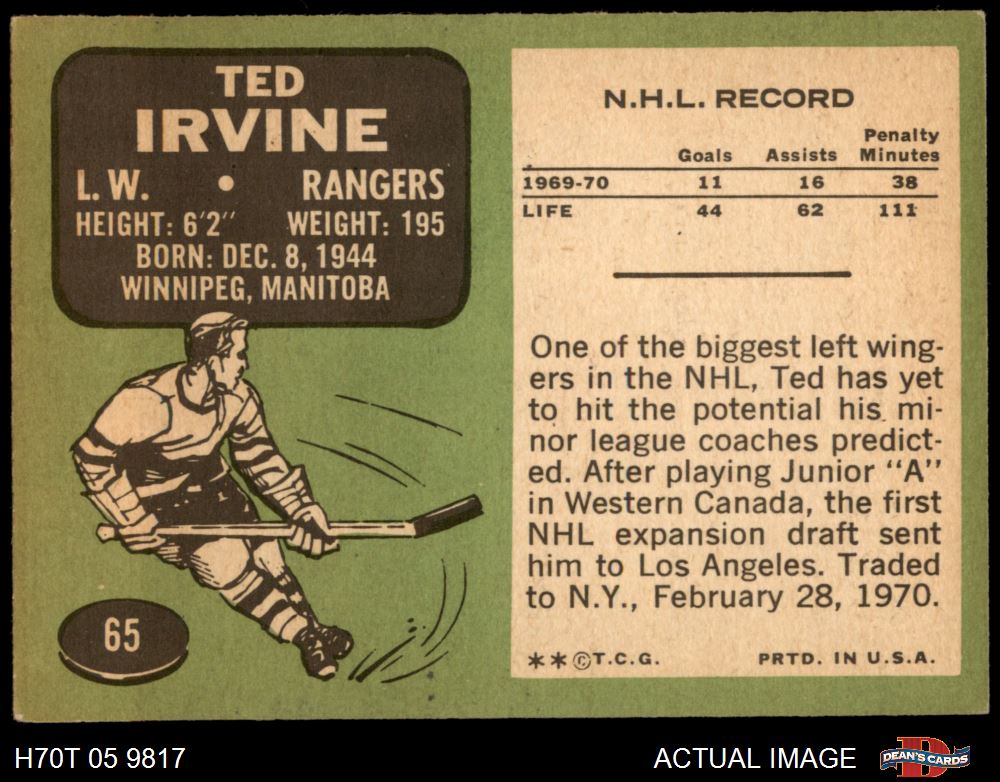 TED
IRVINE
L. W. • RANGERS
HEIGHT: 6'2" WEIGHT: 195
BORN: DEC. 8, 1944
WINNIPEG, MANITOBA
65
N.H.L. RECORD
Goals Assists Penalty Minutes
1969-70 11 16 38
LIFE 44 62 111
One of the biggest left wing-
ers in the NHL, Ted has yet
to hit the potential his mi-
nor league coaches predict-
ed. After playing Junior "A"
in Western Canada, the first
NHL expansion draft sent
him to Los Angeles. Traded
to N.Y., February 28, 1970.
**©T.C.G. PRTD. IN U.S.A.
H70T 05 9817 ACTUAL IMAGE DEAN'S CARDS